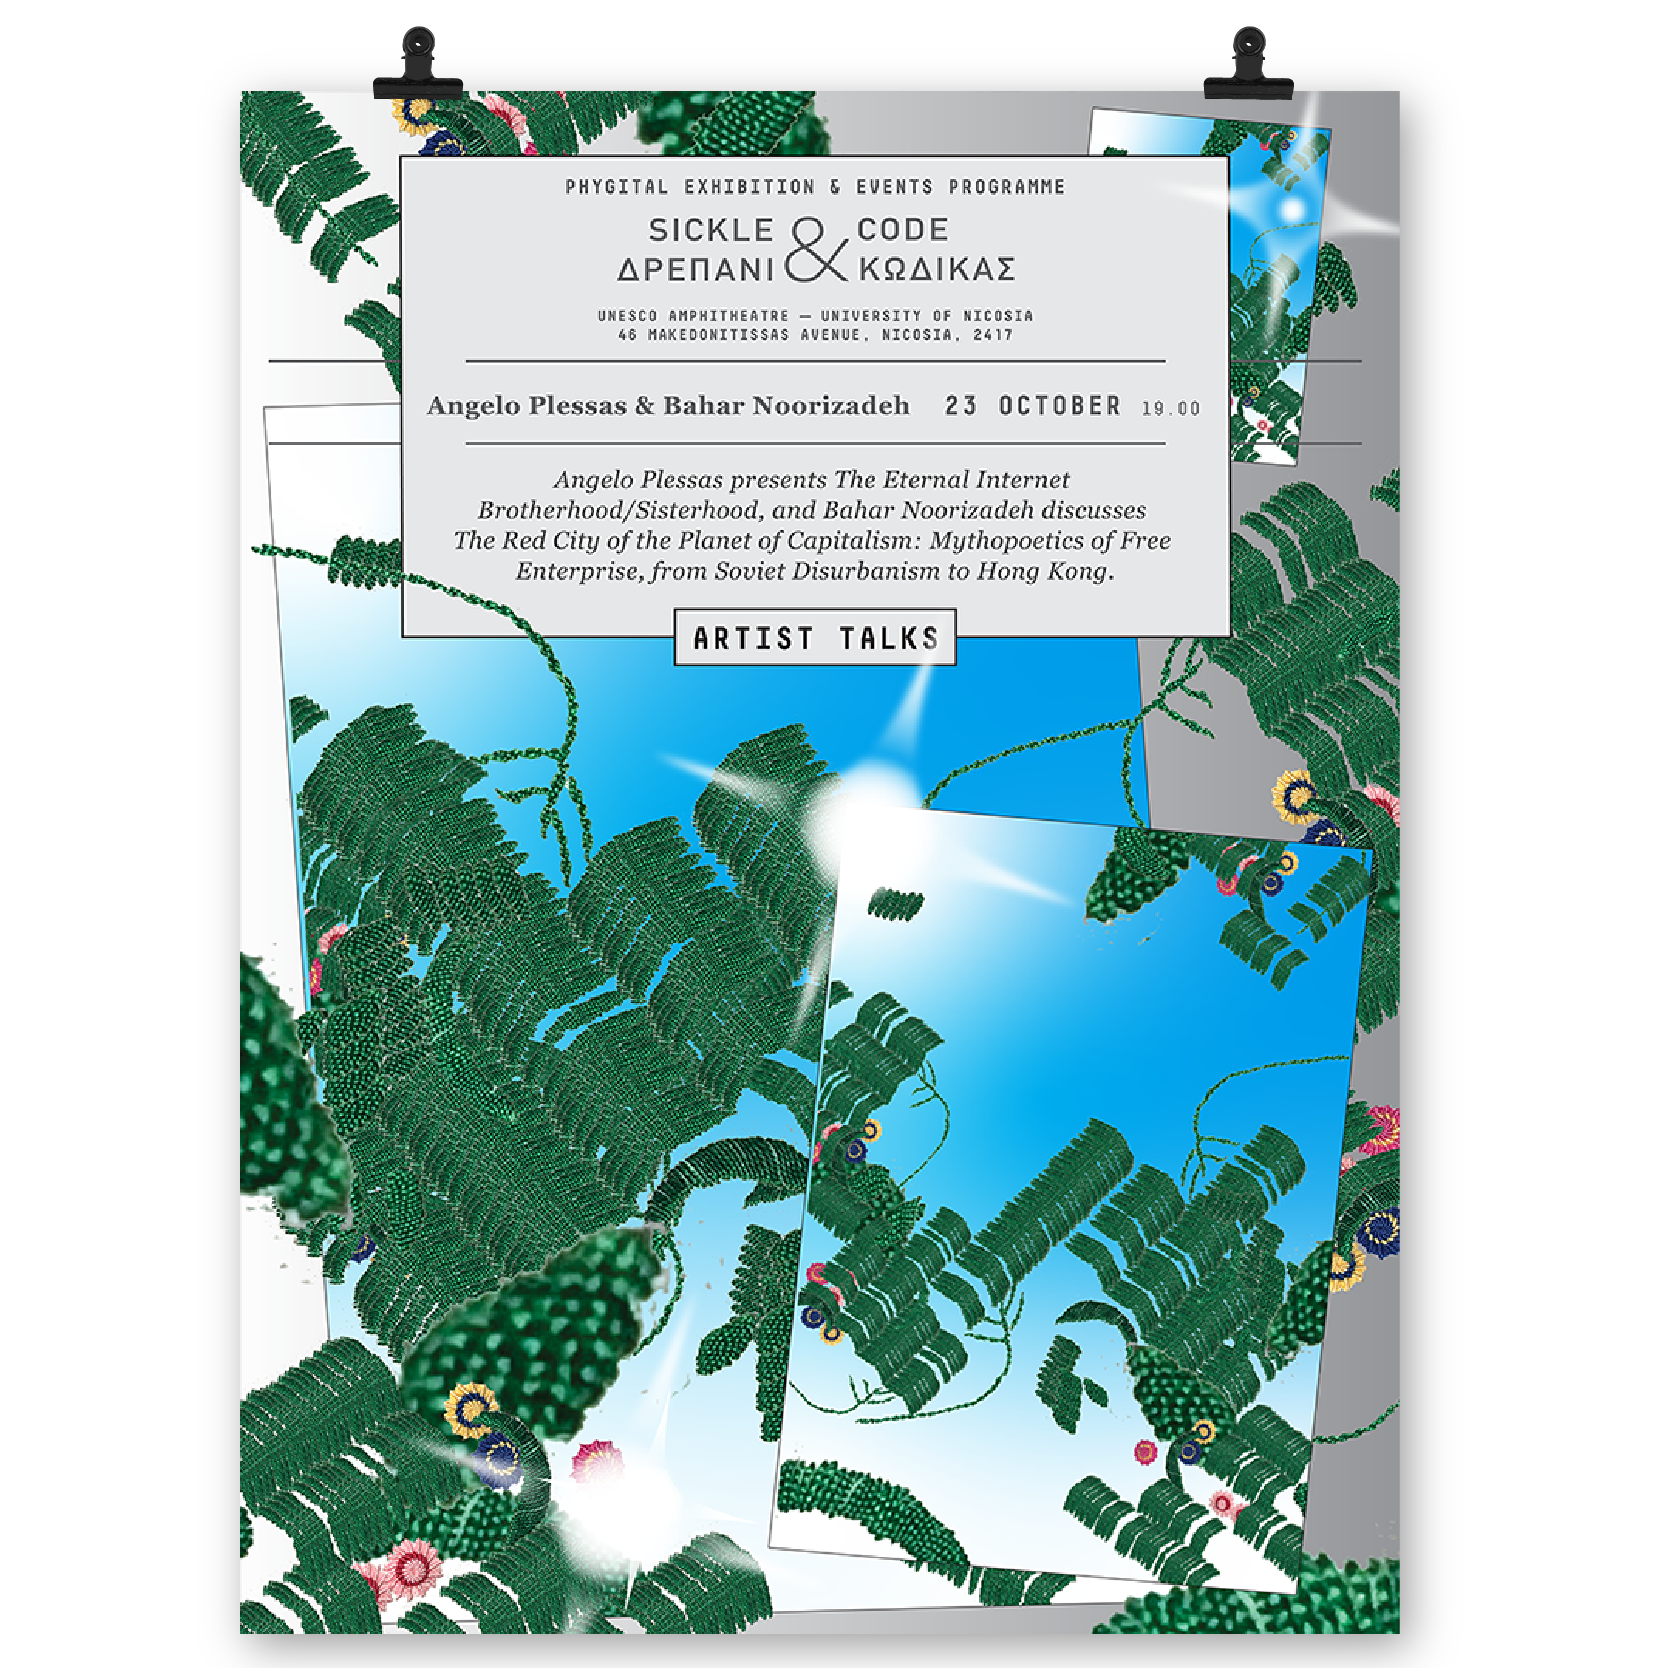 PHYGITAL EXHIBITION & EVENTS PROGRAMME
SICKLE & CODE
ΔΡΕΠΑΝΙ & ΚΩΔΙΚΑΣ
UNESCO AMPHITHEATRE — UNIVERSITY OF NICOSIA
46 MAKEDONITISSAS AVENUE, NICOSIA, 2417
Angelo Plessas & Bahar Noorizadeh 23 OCTOBER 19.00
Angelo Plessas presents The Eternal Internet
Brotherhood/Sisterhood, and Bahar Noorizadeh discusses
The Red City of the Planet of Capitalism: Mythopoetics of Free
Enterprise, from Soviet Disurbanism to Hong Kong.
ARTIST TALKS